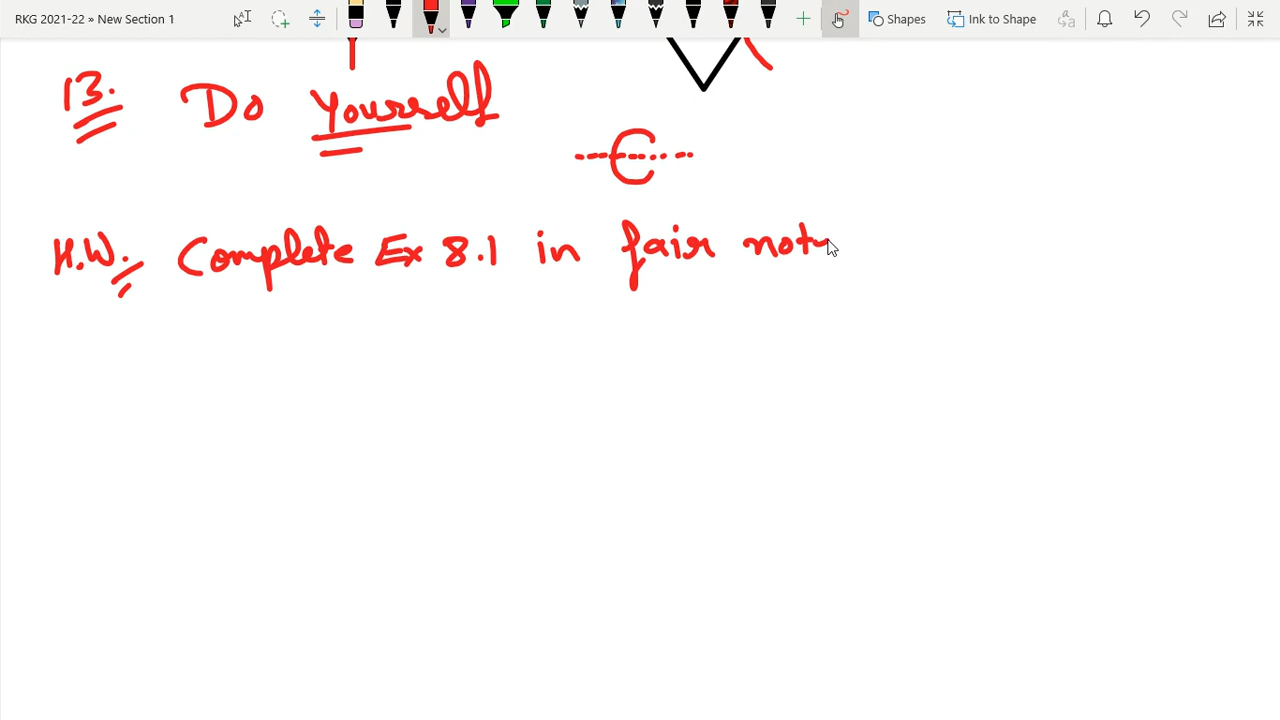 RKG 2021-22 » New Section 1
Shapes
Ink to Shape
13. Do Yourself
C
H.W. Complete Ex 8.1 in fair note